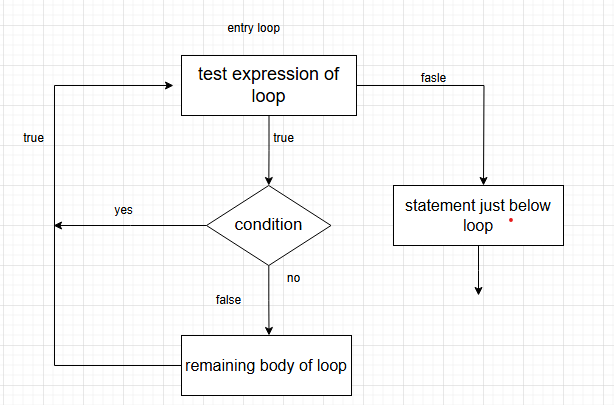 entry loop
test expression of
loop
fasle
true
true
yes
condition
statement just below
loop
no
false
remaining body of loop